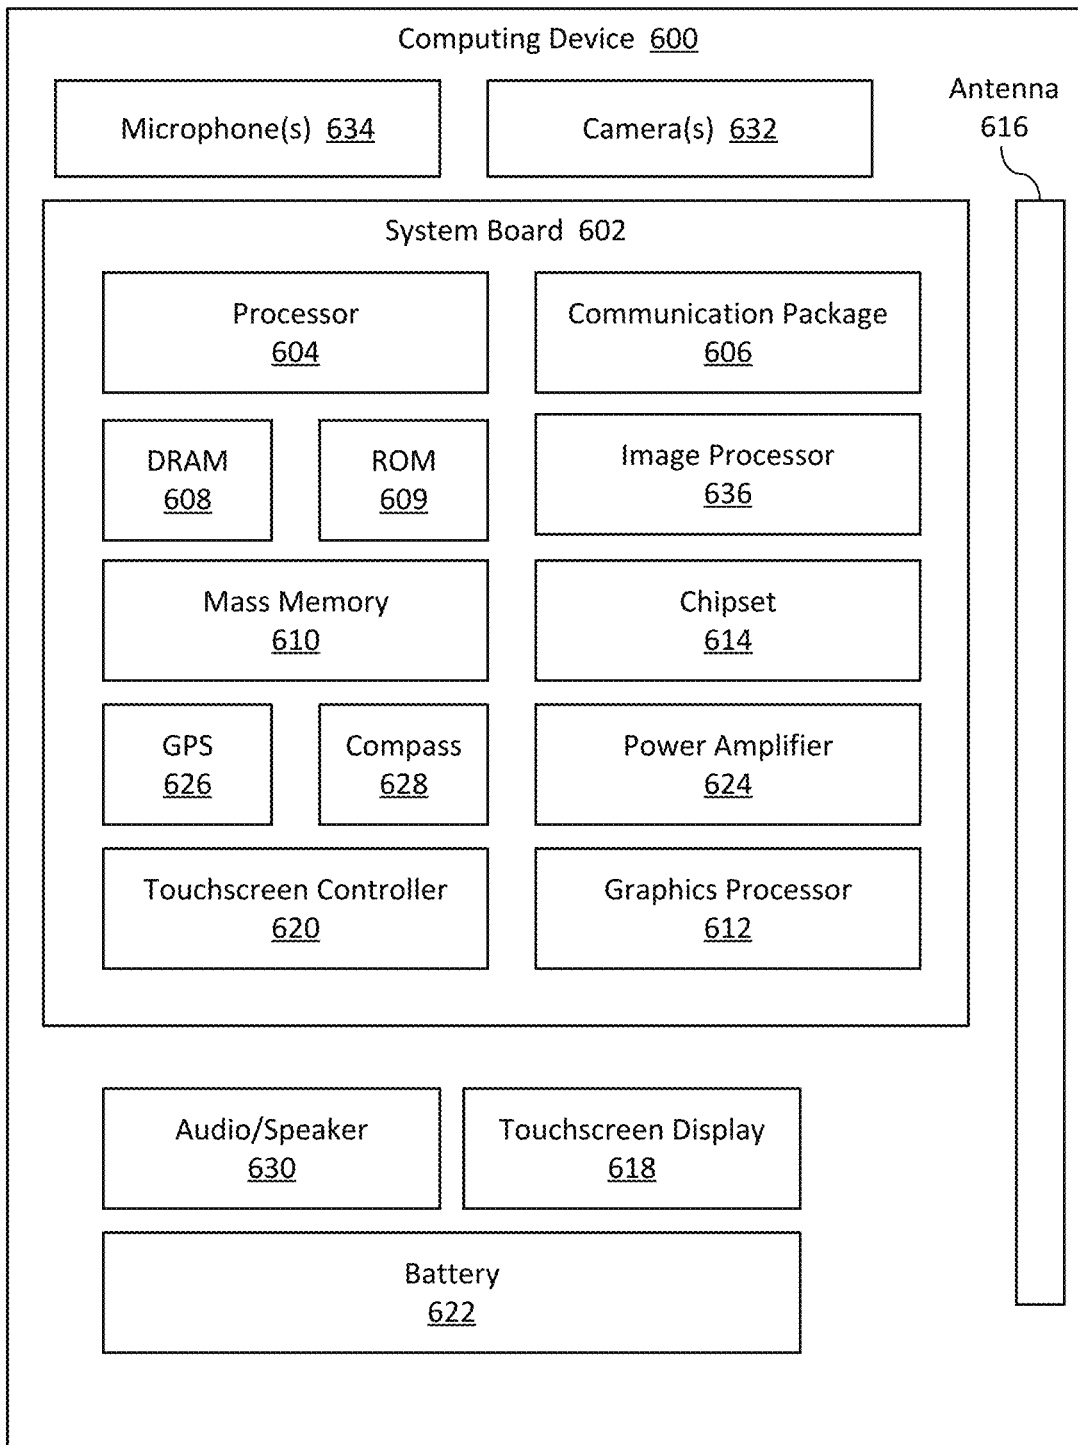 Computing Device 600
Microphone(s) 634
Camera(s) 632
Antenna
616
System Board 602
Processor
604
Communication Package
606
DRAM
608
ROM
609
Image Processor
636
Mass Memory
610
Chipset
614
GPS
626
Compass
628
Power Amplifier
624
Touchscreen Controller
620
Graphics Processor
612
Audio/Speaker
630
Touchscreen Display
618
Battery
622